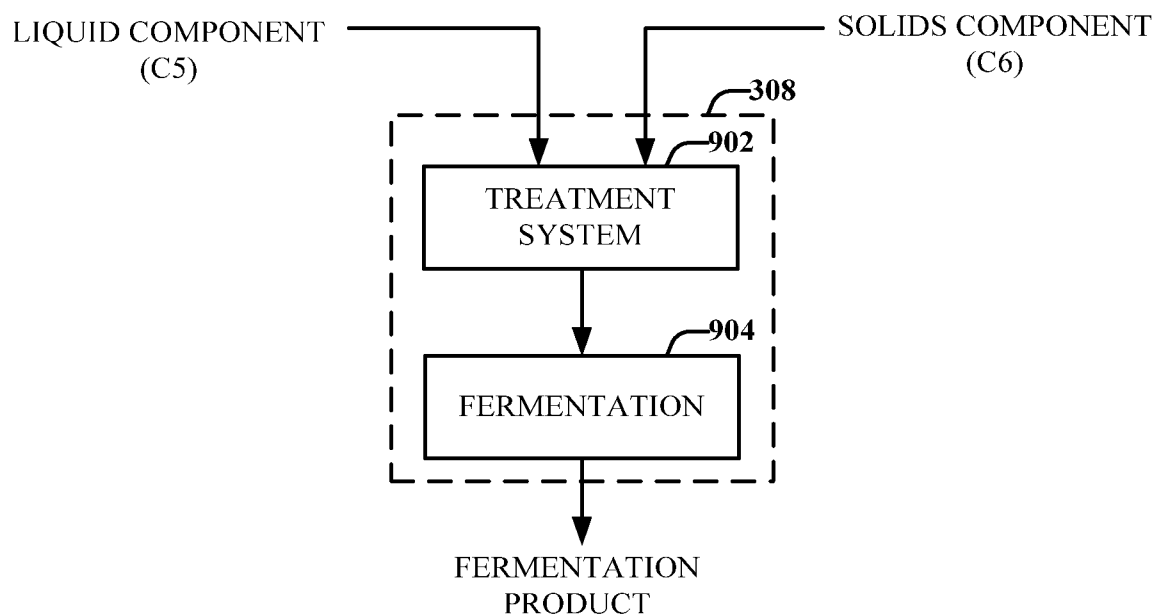 LIQUID COMPONENT
(C5)
SOLIDS COMPONENT
(C6)
308
902
TREATMENT
SYSTEM
904
FERMENTATION
FERMENTATION
PRODUCT